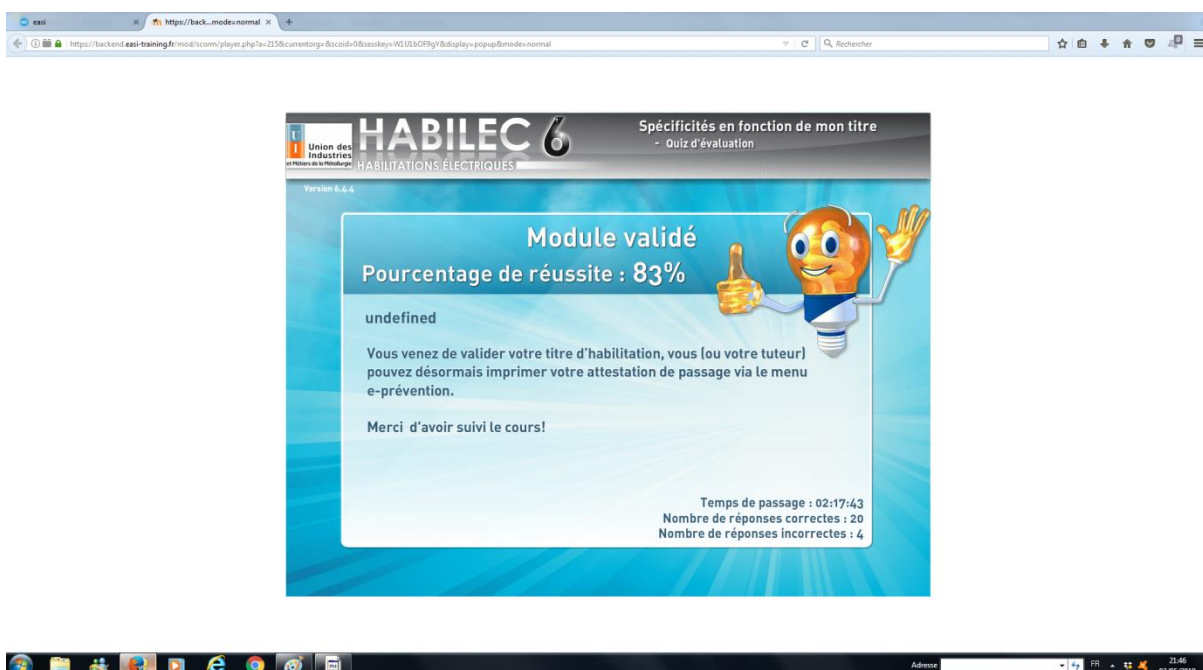 easi
https://back...mode=normal
https://backend.easi-training.fr/mod/scorm/player.php?a=215&currentorg=&scoid=0&sesskey=W1U1bOF9gY&display=popup&mode=normal
Rechercher
UI
Union des
Industries
et Métiers de la Métallurgie
HABILEC 6
HABILITATIONS ÉLECTRIQUES
Spécificités en fonction de mon titre
- Quiz d'évaluation
Version 6.4.4
Module validé
Pourcentage de réussite : 83%
undefined
Vous venez de valider votre titre d'habilitation, vous (ou votre tuteur)
pouvez désormais imprimer votre attestation de passage via le menu
e-prévention.
Merci d'avoir suivi le cours!
Temps de passage : 02:17:43
Nombre de réponses correctes : 20
Nombre de réponses incorrectes : 4
Adresse
FR
21:46